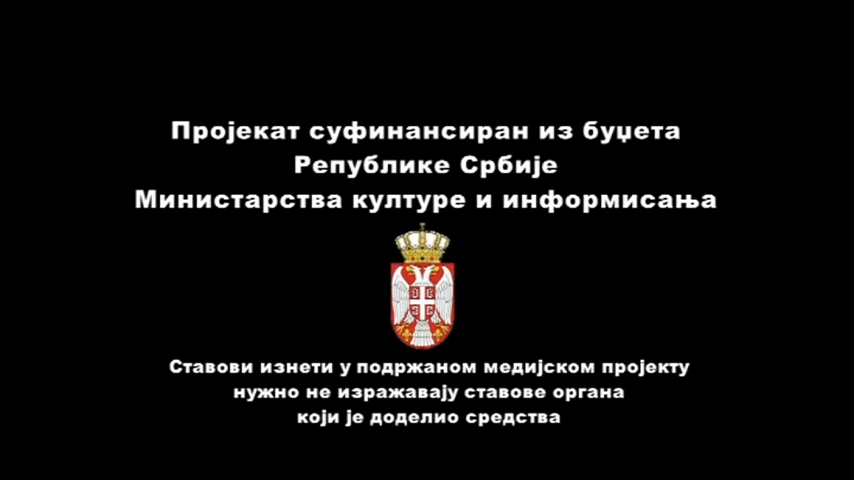 Пројекат суфинансиран из буџета
Републике Србије
Министарства културе и информисања
Ставови изнети у подржаном медијском пројекту
нужно не изражавају ставове органа
који је доделио средства